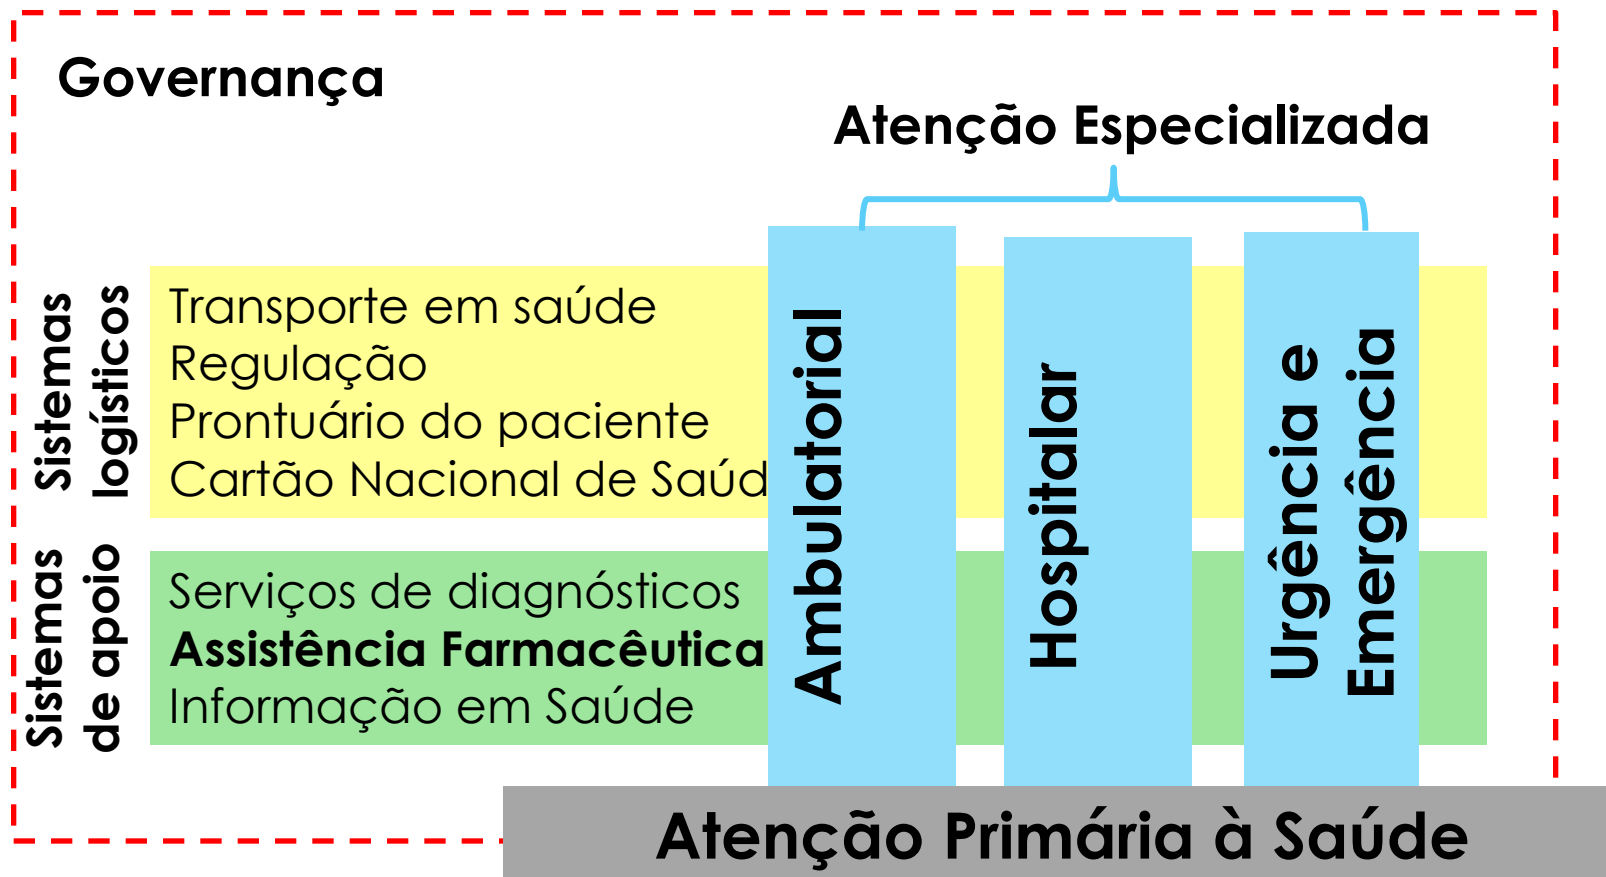 Governança
Atenção Especializada
Sistemas
logísticos
Transporte em saúde
Regulação
Prontuário do paciente
Cartão Nacional de Saúd
Sistemas
de apoio
Serviços de diagnósticos
Assistência Farmacêutica
Informação em Saúde
Ambulatorial
Hospitalar
Urgência e
Emergência
Atenção Primária à Saúde